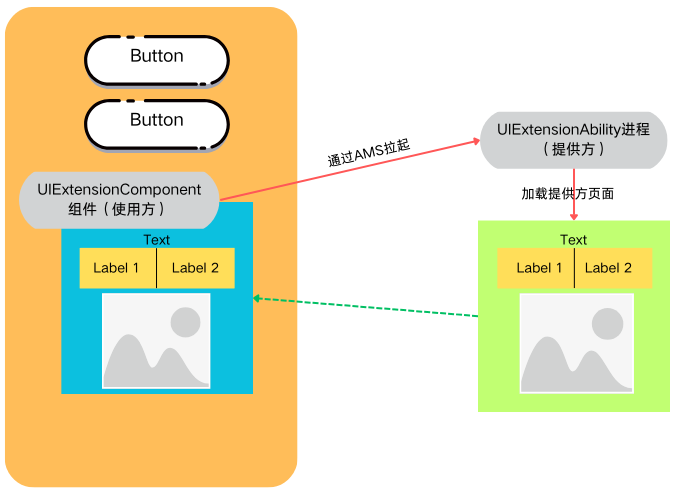 Button
Button
UIExtensionComponent
组件（使用方）
Text
Label 1
Label 2
通过AMS拉起
UIExtensionAbility进程
（提供方）
加载提供方页面
Text
Label 1
Label 2